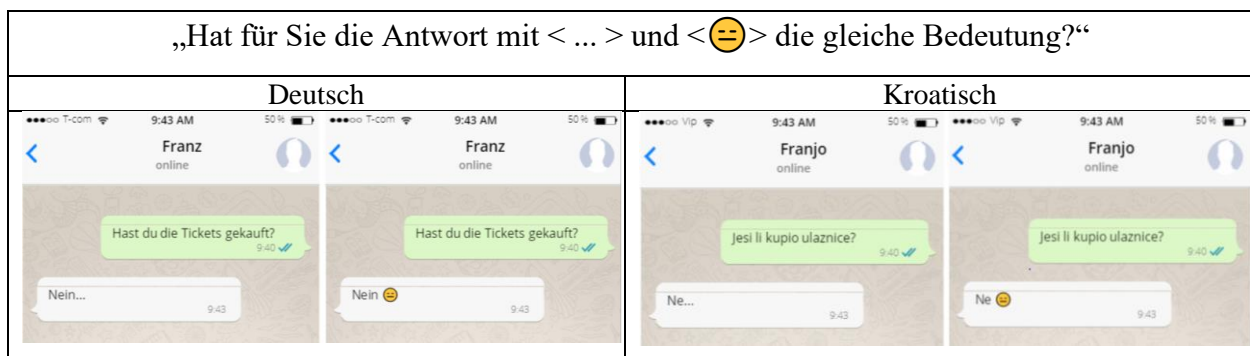 „Hat für Sie die Antwort mit < ... > und <😑> die gleiche Bedeutung?“
Deutsch
Kroatisch
●●●○○ T-com 9:43 AM 50 %
Franz
online
Hast du die Tickets gekauft?
9:40
Nein...
9:43
●●●○○ T-com 9:43 AM 50 %
Franz
online
Hast du die Tickets gekauft?
9:40
Nein 😑
9:43
●●●○○ Vip 9:43 AM 50 %
Franjo
online
Jesi li kupio ulaznice?
9:40
Ne...
9:43
●●●○○ Vip 9:43 AM 50 %
Franjo
online
Jesi li kupio ulaznice?
9:40
Ne 😑
9:43